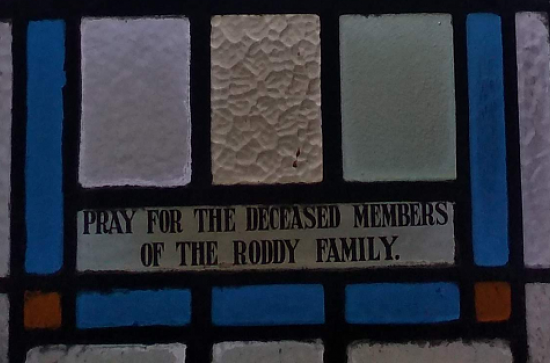 PRAY FOR THE DECEASED MEMBERS
OF THE RODDY FAMILY.